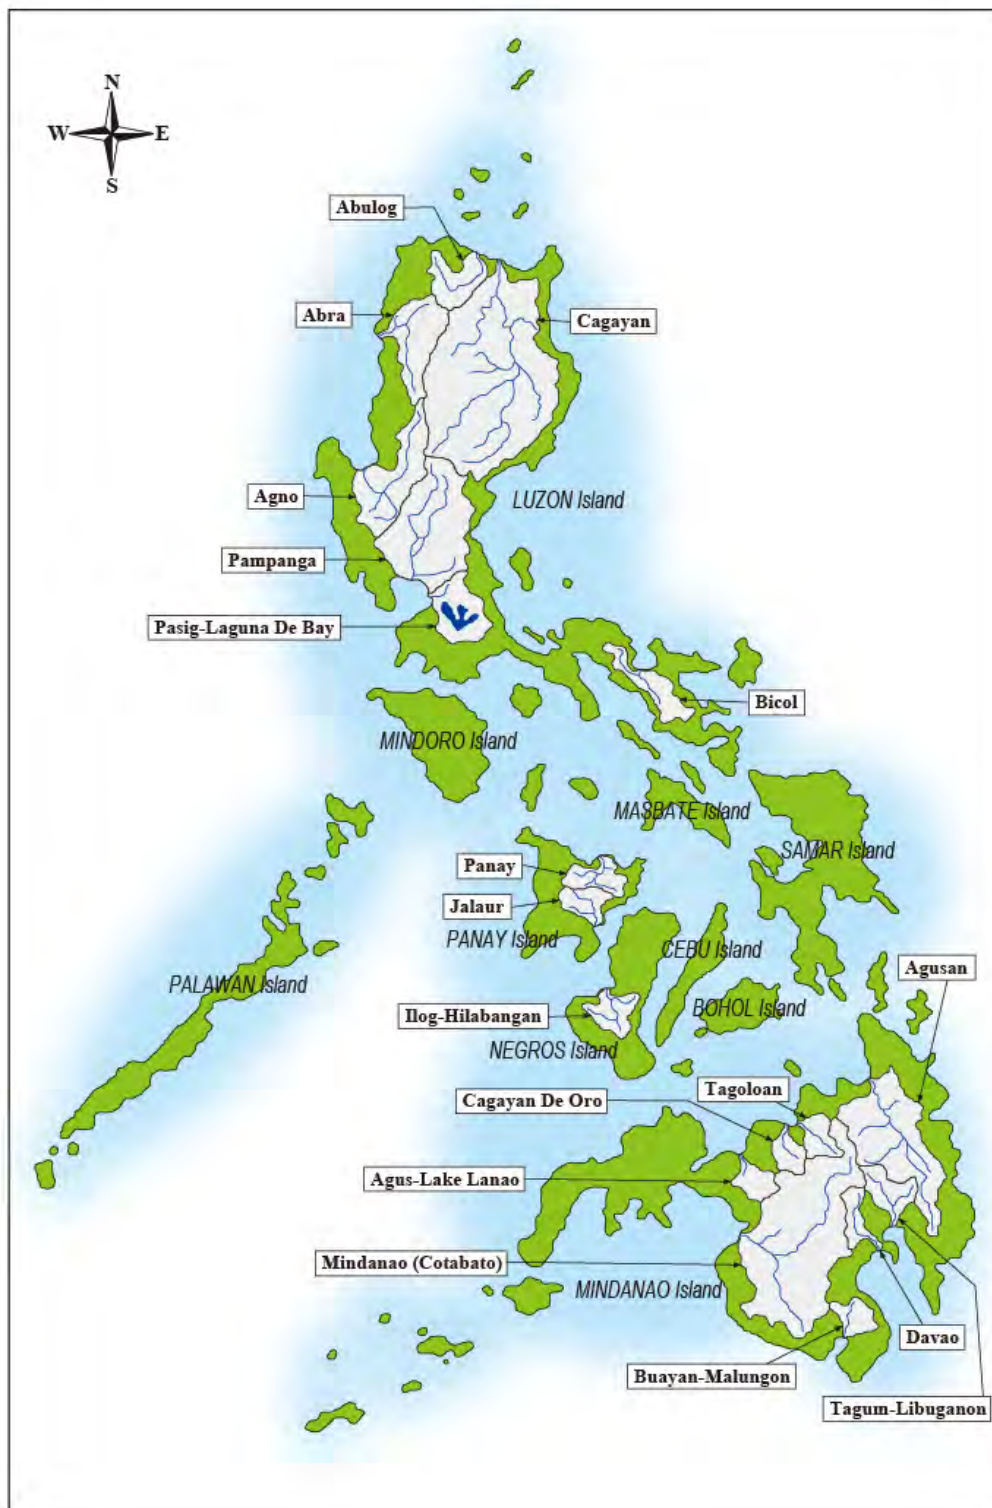 N
W
E
S
Abulog
Abra
Cagayan
Agno
LUZON Island
Pampanga
Pasig-Laguna De Bay
Bicol
MINDORO Island
MASBATE Island
SAMAR Island
Panay
Jalaur
PANAY Island
CEBU Island
Agusan
PALAWAN Island
BOHOL Island
Ilog-Hilabangan
NEGROS Island
Tagoloan
Cagayan De Oro
Agus-Lake Lanao
Mindanao (Cotabato)
MINDANAO Island
Davao
Buayan-Malungon
Tagum-Libuganon